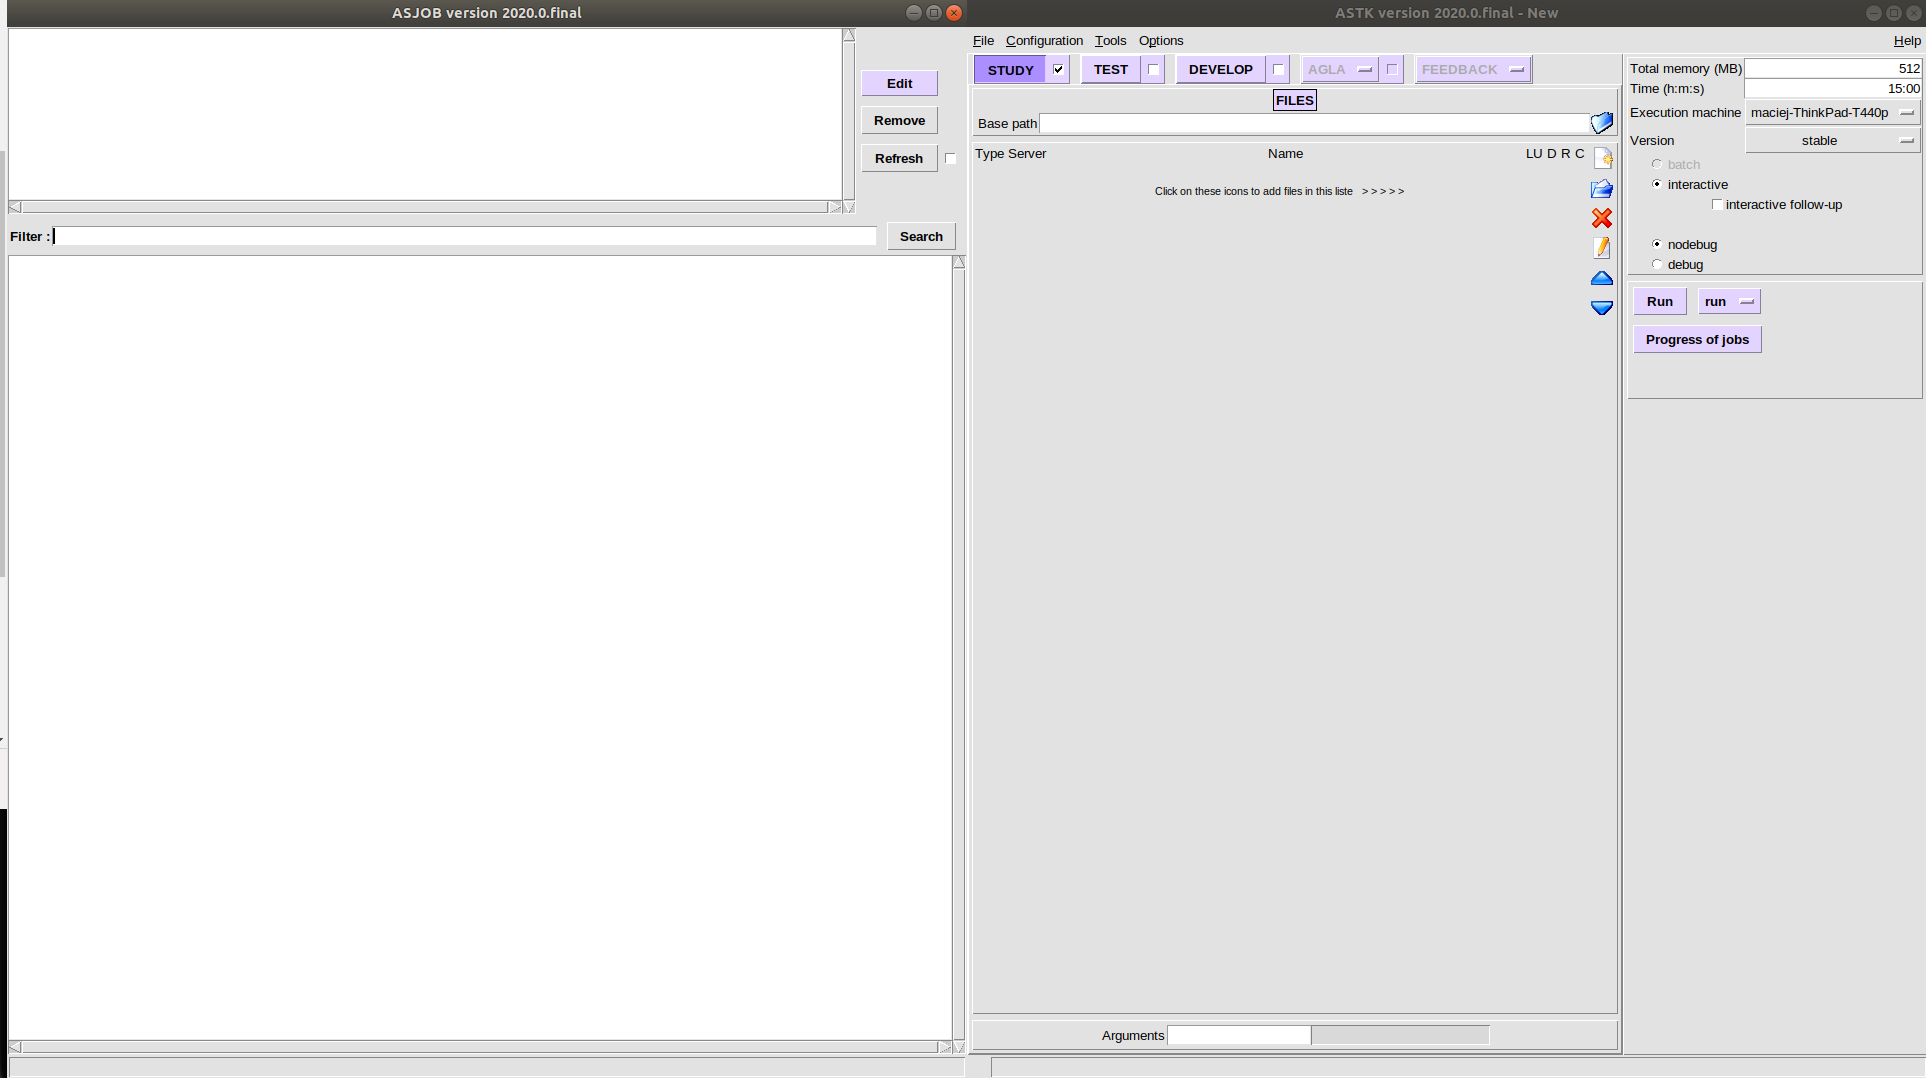 ASJOB version 2020.0.final
Edit
Remove
Refresh
Filter :
Search
ASTK version 2020.0.final - New
File Configuration Tools Options Help
STUDY TEST DEVELOP AGLA FEEDBACK
FILES
Base path
Type Server Name LU D R C
Click on these icons to add files in this liste > > > > >
Arguments
Total memory (MB) 512
Time (h:m:s) 15:00
Execution machine maciej-ThinkPad-T440p
Version stable
batch
interactive
interactive follow-up
nodebug
debug
Run run
Progress of jobs